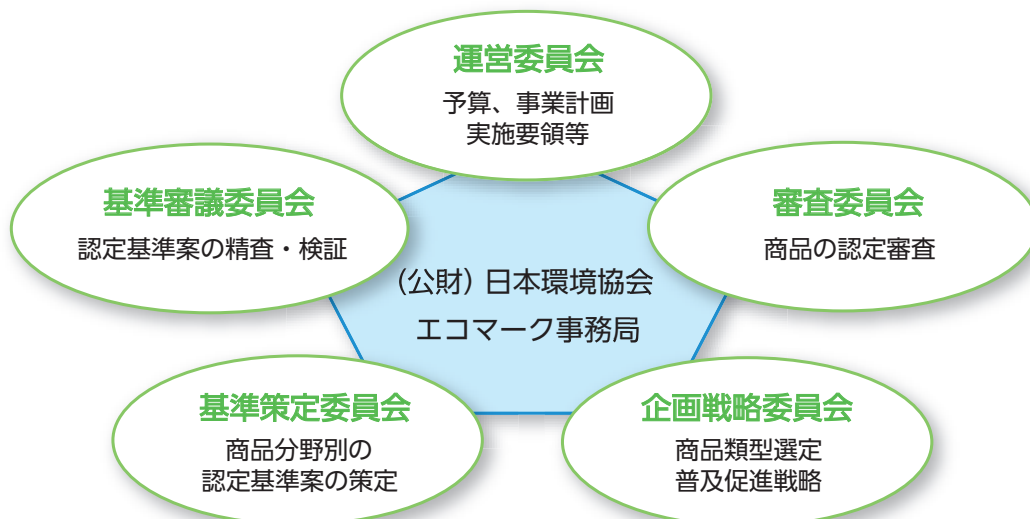 運営委員会
予算、事業計画
実施要領等
基準審議委員会
認定基準案の精査・検証
審査委員会
商品の認定審査
(公財)日本環境協会
エコマーク事務局
基準策定委員会
商品分野別の
認定基準案の策定
企画戦略委員会
商品類型選定
普及促進戦略